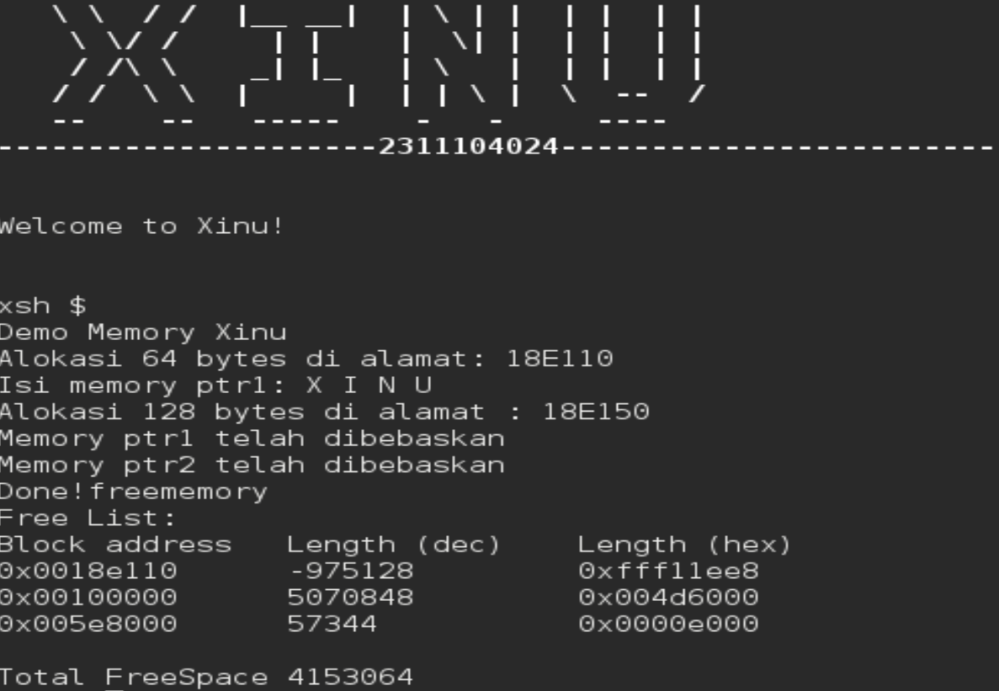 ---------------------2311104024------------------------
Welcome to Xinu!
xsh $
Demo Memory Xinu
Alokasi 64 bytes di alamat: 18E110
Isi memory ptr1: X I N U
Alokasi 128 bytes di alamat : 18E150
Memory ptr1 telah dibebaskan
Memory ptr2 telah dibebaskan
Done!freememory
Free List:
Block address   Length (dec)    Length (hex)
0x0018e110      -975128         0xfff11ee8
0x00100000      5070848         0x004d6000
0x005e8000      57344           0x0000e000
Total FreeSpace 4153064